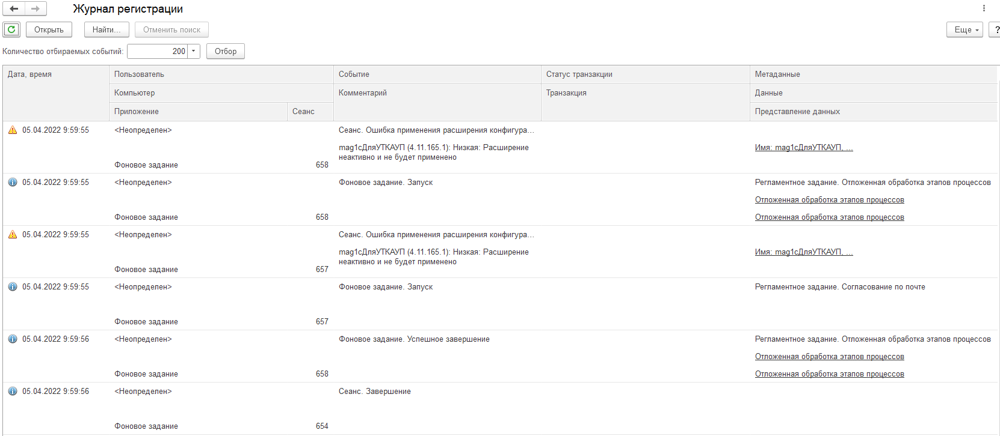 Журнал регистрации
Открыть Найти... Отменить поиск Еще ?
Количество отбираемых событий: 200 Отбор
Дата, время Пользователь Событие Статус транзакции Метаданные
Компьютер Комментарий Транзакция Данные
Приложение Сеанс Представление данных
05.04.2022 9:59:55 <Неопределен> Сеанс. Ошибка применения расширения конфигура...
mag1cДляУТКАУП (4.11.165.1): Низкая: Расширение Имя: mag1cДляУТКАУП, ...
неактивно и не будет применено
Фоновое задание 658
05.04.2022 9:59:55 <Неопределен> Фоновое задание. Запуск Регламентное задание. Отложенная обработка этапов процессов
Отложенная обработка этапов процессов
Фоновое задание 658 Отложенная обработка этапов процессов
05.04.2022 9:59:55 <Неопределен> Сеанс. Ошибка применения расширения конфигура...
mag1cДляУТКАУП (4.11.165.1): Низкая: Расширение Имя: mag1cДляУТКАУП, ...
неактивно и не будет применено
Фоновое задание 657
05.04.2022 9:59:55 <Неопределен> Фоновое задание. Запуск Регламентное задание. Согласование по почте
Фоновое задание 657
05.04.2022 9:59:56 <Неопределен> Фоновое задание. Успешное завершение Регламентное задание. Отложенная обработка этапов процессов
Отложенная обработка этапов процессов
Фоновое задание 658 Отложенная обработка этапов процессов
05.04.2022 9:59:56 <Неопределен> Сеанс. Завершение
Фоновое задание 654